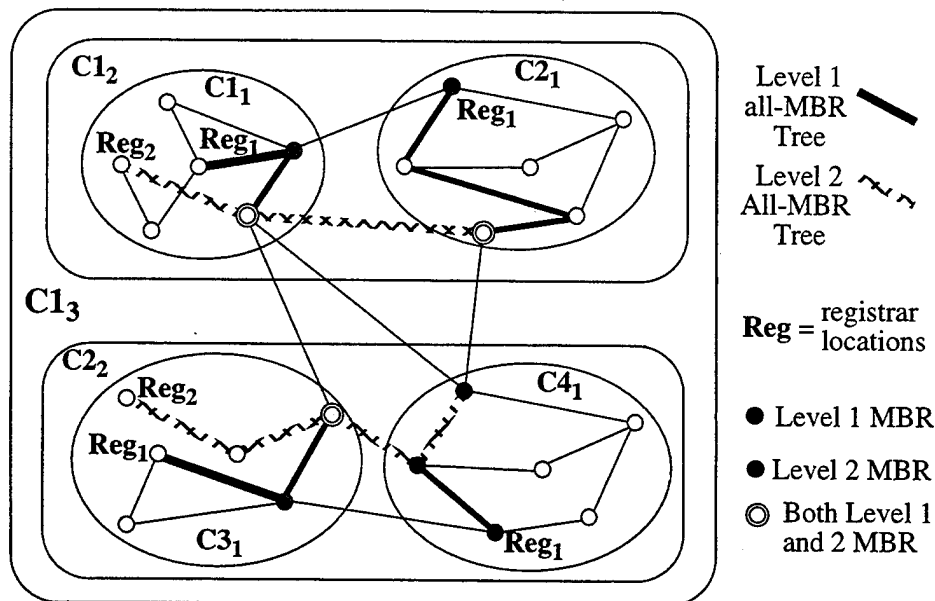 C1₂
C1₁
C2₁
Reg₁
Reg₁
Reg₂
C1₃
C2₂
C4₁
Reg₂
Reg₁
C3₁
Reg₁
Level 1
all-MBR
Tree
Level 2
All-MBR
Tree
Reg = registrar
locations
Level 1 MBR
Level 2 MBR
Both Level 1
and 2 MBR